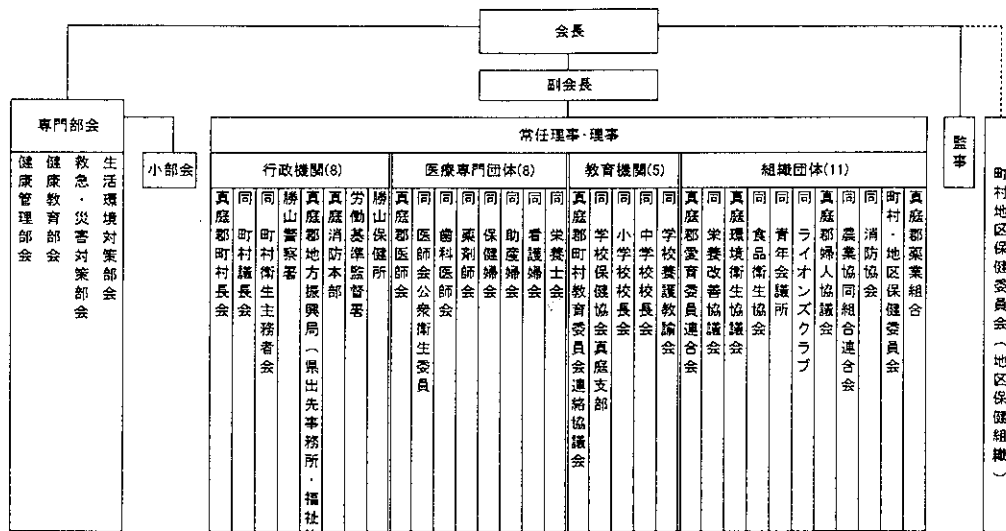 会長
副会長
専門部会
生活環境対策部会
救急・災害対策部会
健康教育部会
健康管理部会
小部会
常任理事・理事
行政機関(8)
真庭郡町村長会
同 町村議長会
同 町村衛生主務者会
勝山警察署
真庭郡地方振興局(県出先事務所・福祉
真庭消防本部
労働基準監督署
勝山保健所
医療専門団体(8)
真庭郡医師会
同 医師会公衆衛生委員
同 歯科医師会
同 薬剤師会
同 保健婦会
同 助産婦会
同 看護婦会
同 栄養士会
教育機関(5)
真庭郡町村教育委員会連絡協議会
同 学校保健協会真庭支部
同 小学校校長会
同 中学校校長会
同 学校養護教諭会
組織団体(11)
真庭郡愛育委員連合会
同 栄養改善協議会
真庭環境衛生協議会
同 食品衛生協会
同 青年会議所
同 ライオンズクラブ
真庭郡婦人協議会
同 農業協同組合連合会
同 消防協会
町村・地区保健委員会
真庭郡薬業組合
監事
町村地区保健委員会(地区保健組織)